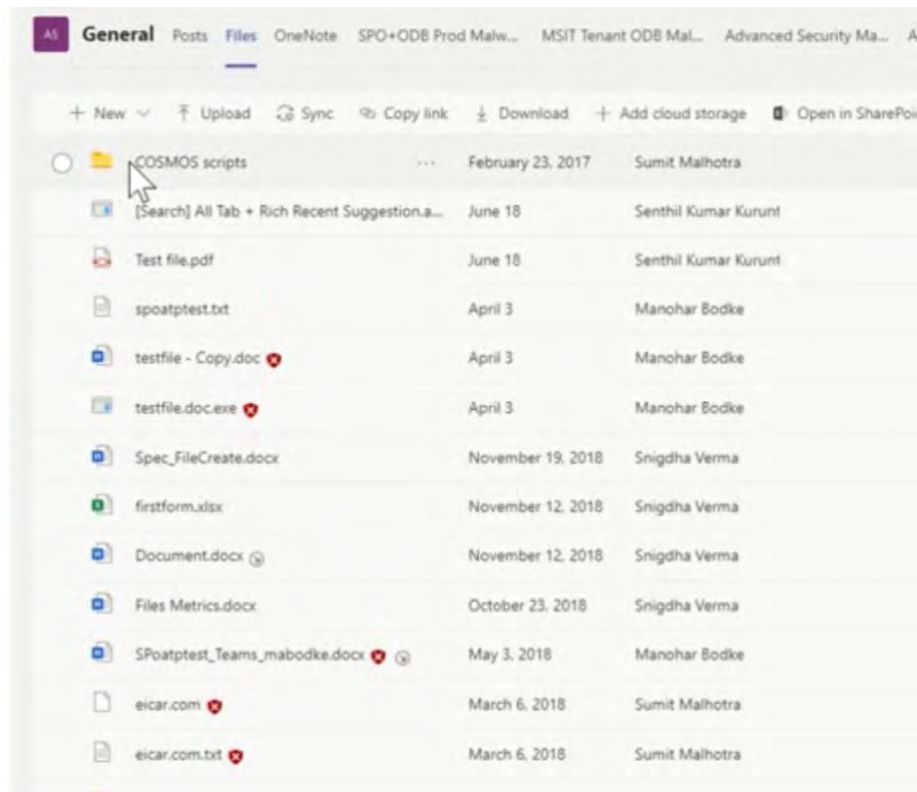 AS General Posts Files OneNote SPO+ODB Prod Malw... MSIT Tenant ODB Mal... Advanced Security Ma... A
+ New Upload Sync Copy link Download + Add cloud storage Open in SharePoi
COSMOS scripts ... February 23, 2017 Sumit Malhotra
[Search] All Tab + Rich Recent Suggestion.a... June 18 Senthil Kumar Kurunt
Test file.pdf June 18 Senthil Kumar Kurunt
spoatptest.txt April 3 Manohar Bodke
testfile - Copy.doc April 3 Manohar Bodke
testfile.doc.exe April 3 Manohar Bodke
Spec_FileCreate.docx November 19, 2018 Snigdha Verma
firstform.xlsx November 12, 2018 Snigdha Verma
Document.docx November 12, 2018 Snigdha Verma
Files Metrics.docx October 23, 2018 Snigdha Verma
SPoatptest_Teams_mabodke.docx May 3, 2018 Manohar Bodke
eicar.com March 6, 2018 Sumit Malhotra
eicar.com.txt March 6, 2018 Sumit Malhotra